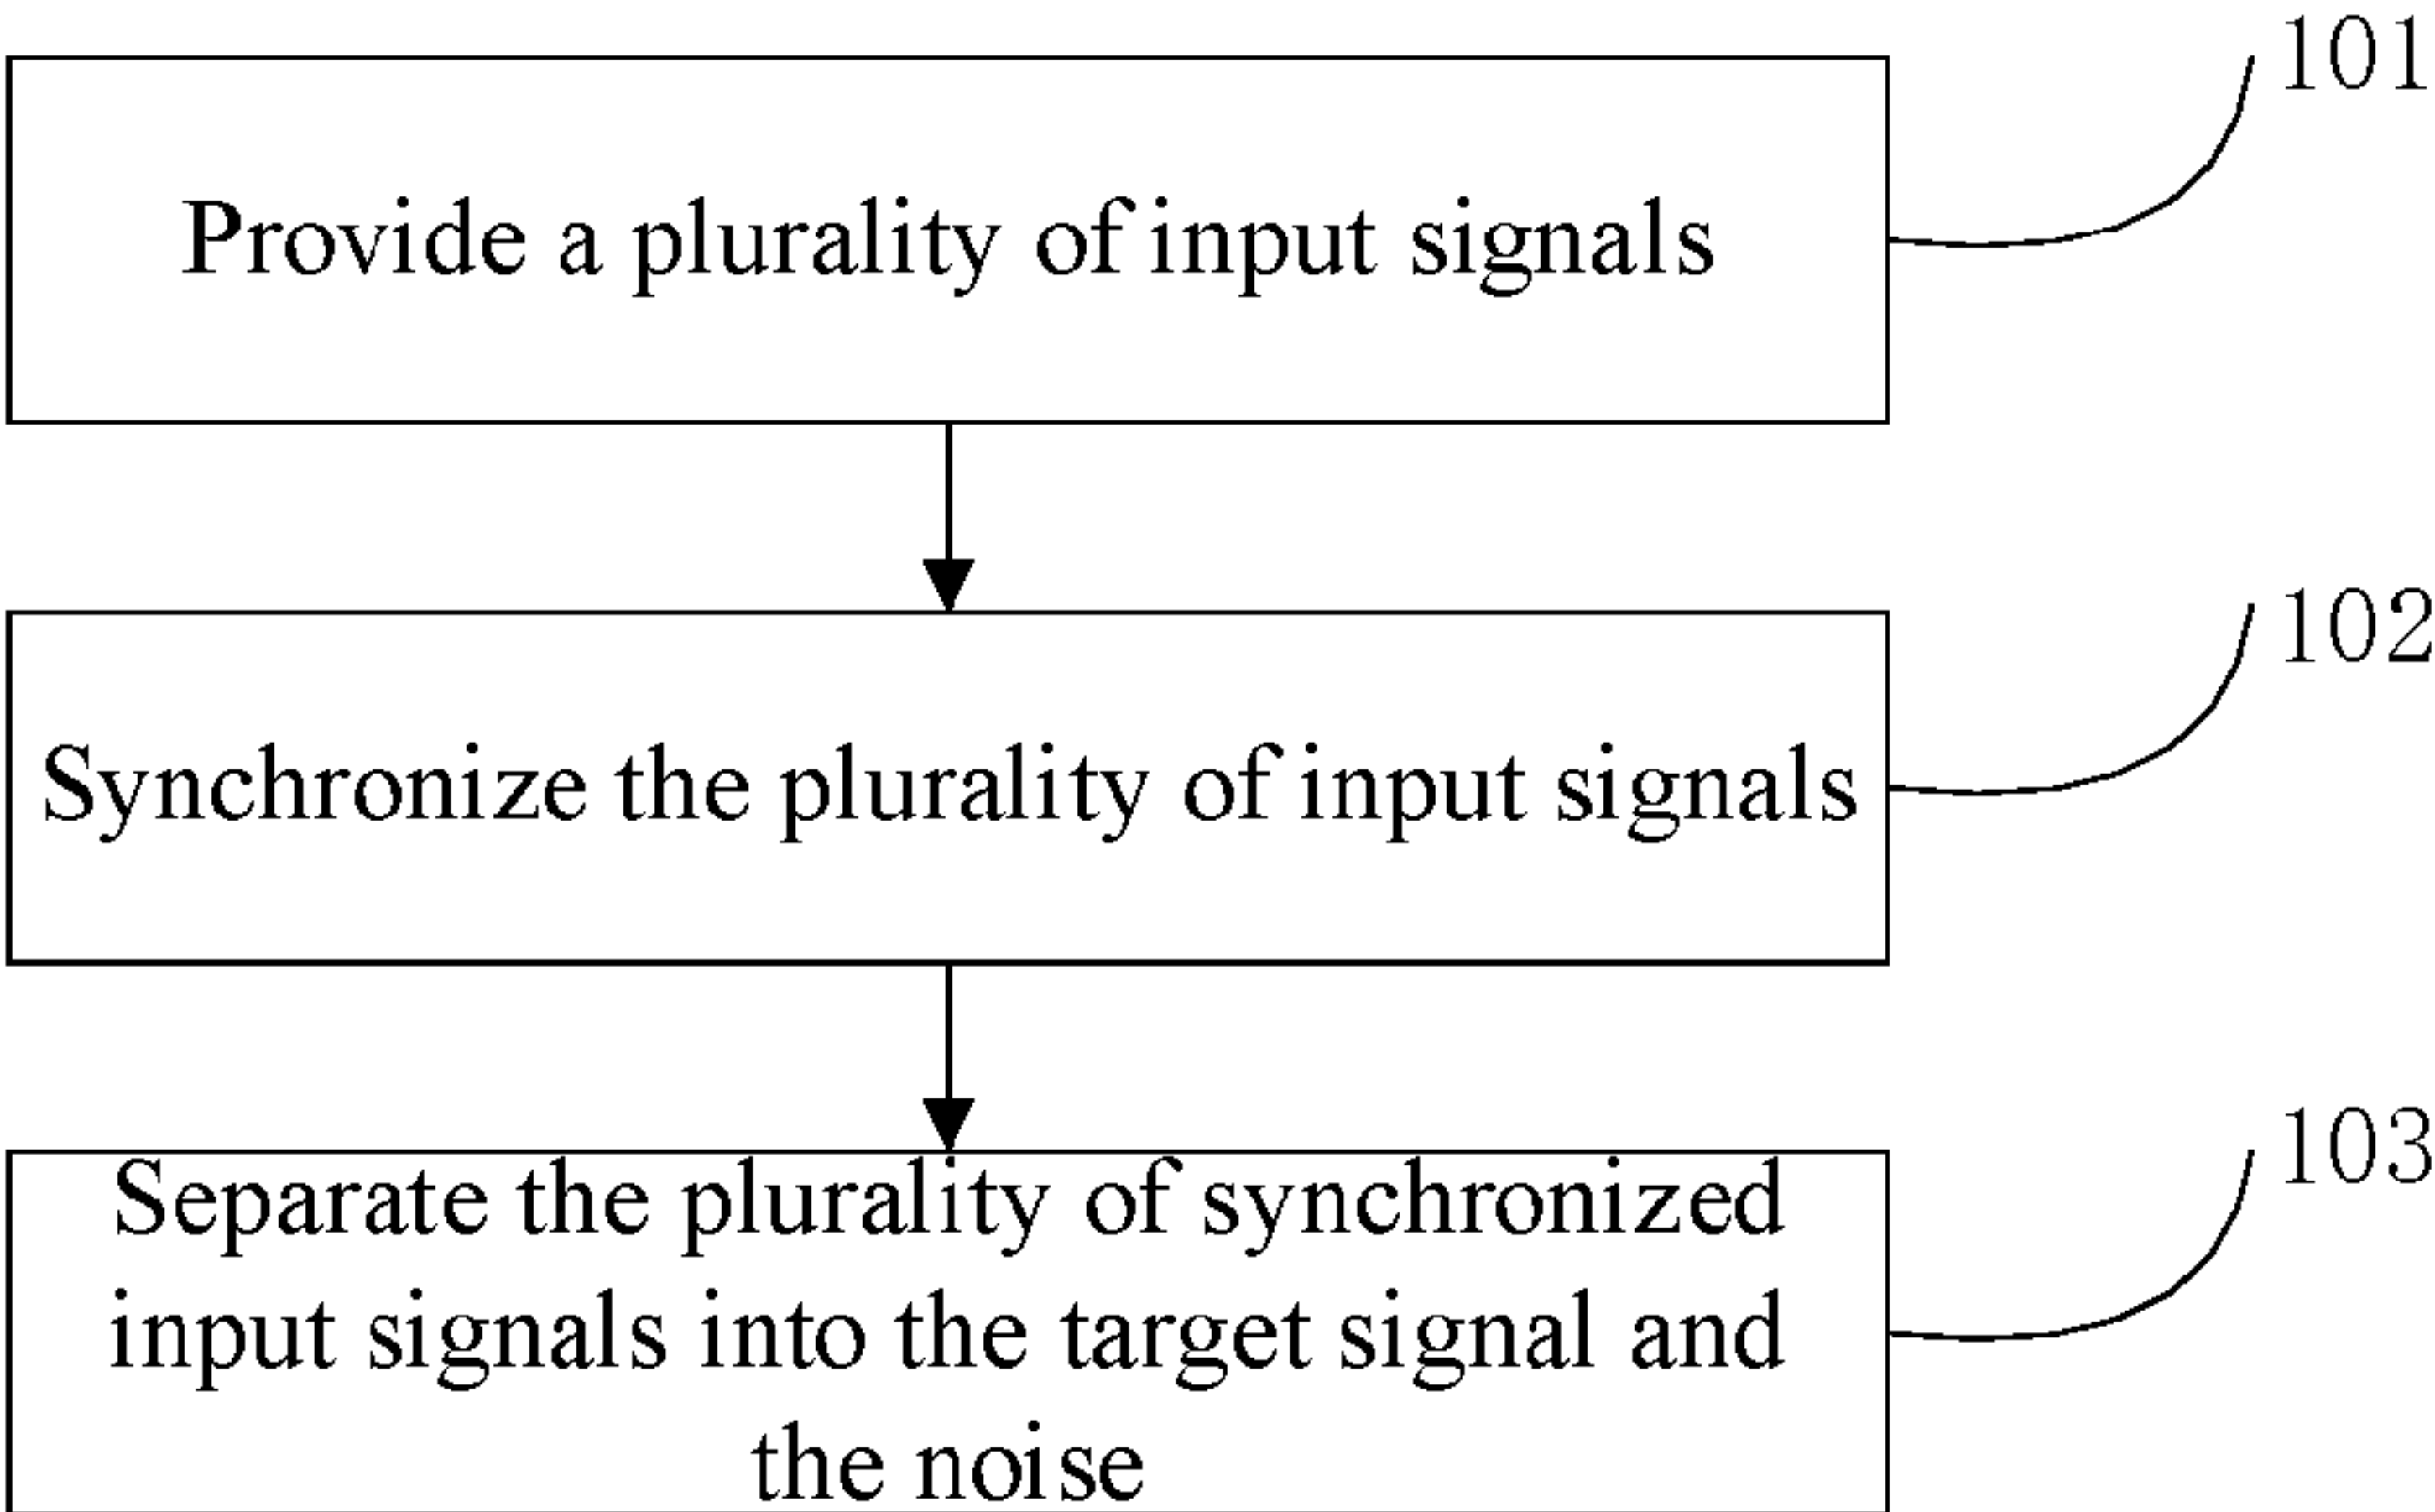 101
Provide a plurality of input signals
102
Synchronize the plurality of input signals
103
Separate the plurality of synchronized
input signals into the target signal and
the noise